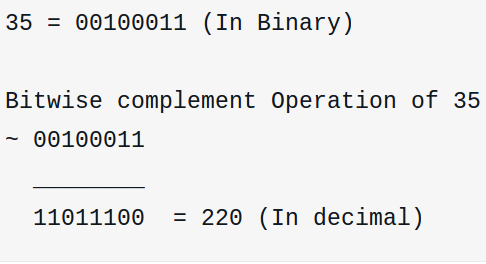 35 = 00100011 (In Binary)
Bitwise complement Operation of 35
~ 00100011
________
11011100 = 220 (In decimal)